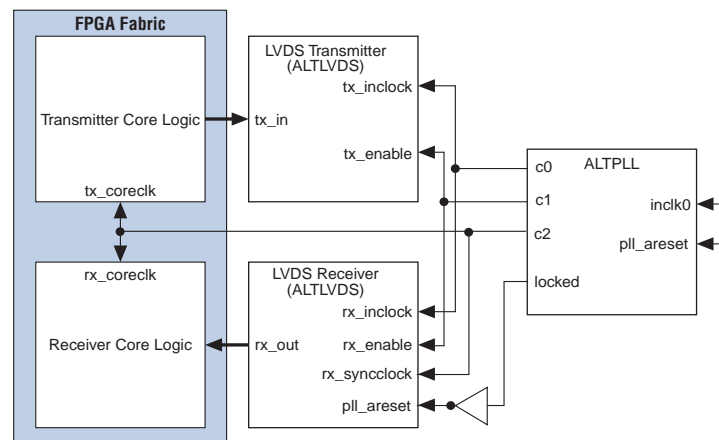 FPGA Fabric
Transmitter Core Logic
tx_coreclk
rx_coreclk
Receiver Core Logic
LVDS Transmitter
(ALTLVDS)
tx_inclock
tx_in
tx_enable
LVDS Receiver
(ALTLVDS)
rx_inclock
rx_out
rx_enable
rx_syncclock
pll_areset
ALTPLL
c0
c1
inclk0
c2
pll_areset
locked